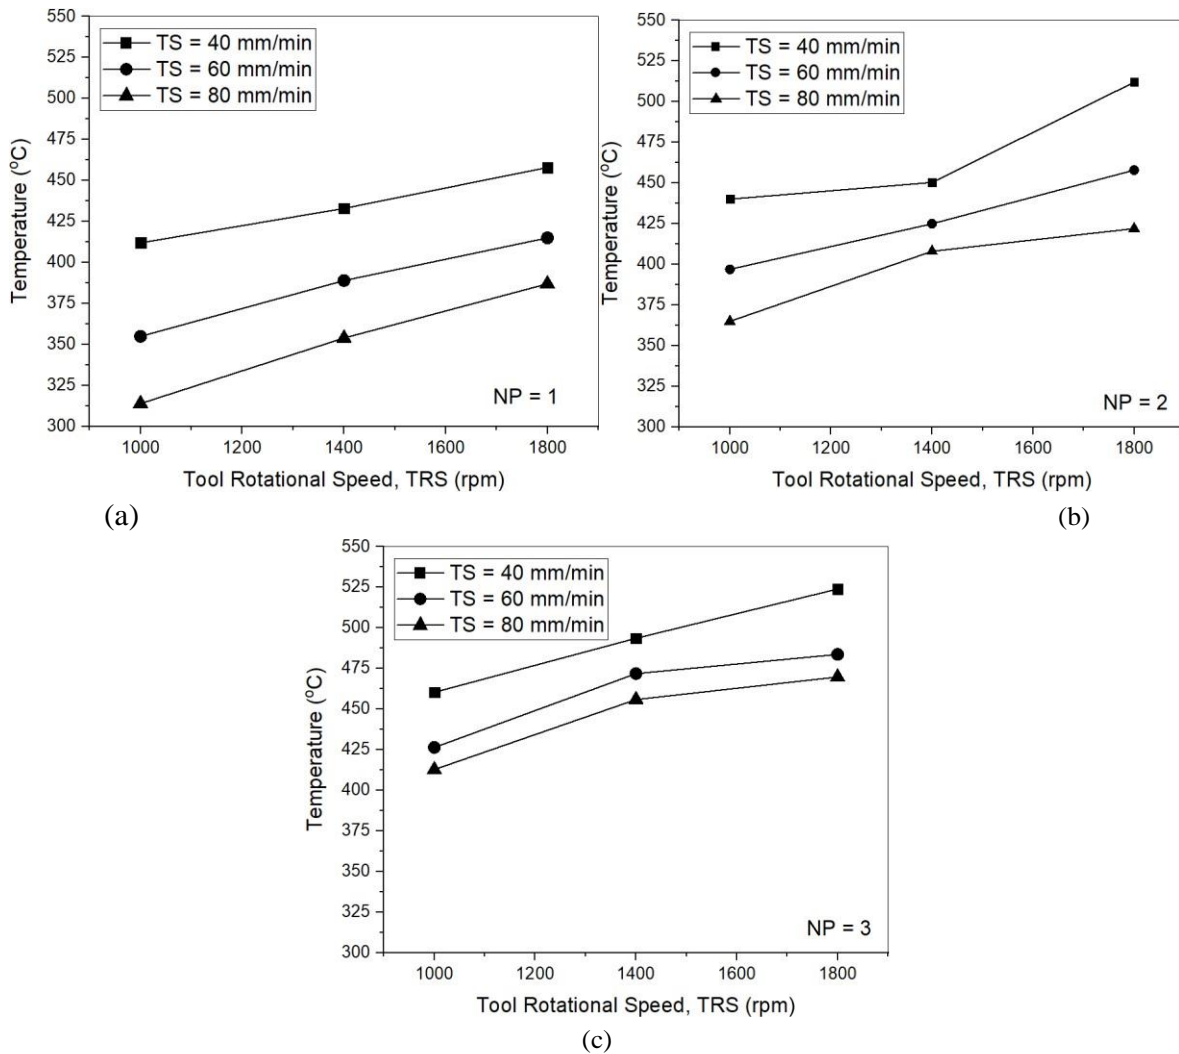 550
525
500
475
450
425
400
375
350
325
300
Temperature (°C)
TS = 40 mm/min
TS = 60 mm/min
TS = 80 mm/min
NP = 1
1000 1200 1400 1600 1800
Tool Rotational Speed, TRS (rpm)
(a)
550
525
500
475
450
425
400
375
350
325
300
Temperature (°C)
TS = 40 mm/min
TS = 60 mm/min
TS = 80 mm/min
NP = 2
1000 1200 1400 1600 1800
Tool Rotational Speed, TRS (rpm)
(b)
550
525
500
475
450
425
400
375
350
325
300
Temperature (°C)
TS = 40 mm/min
TS = 60 mm/min
TS = 80 mm/min
NP = 3
1000 1200 1400 1600 1800
Tool Rotational Speed, TRS (rpm)
(c)